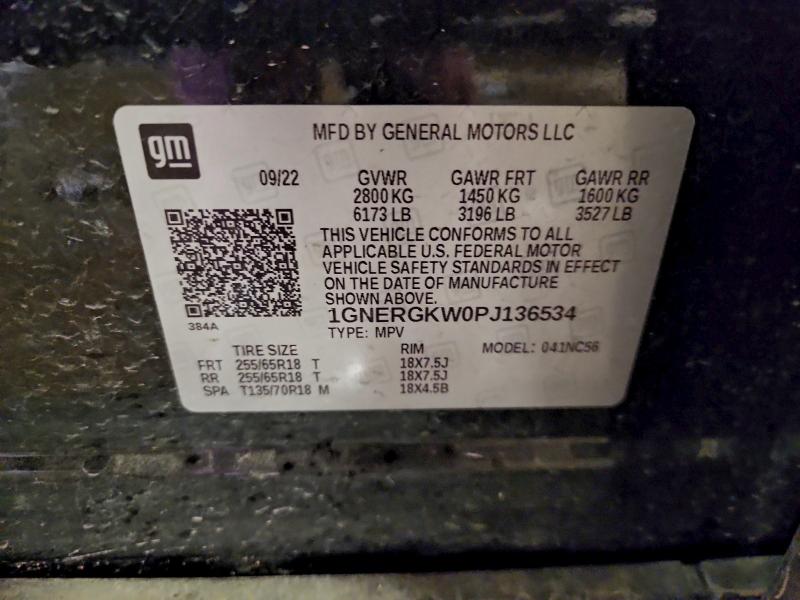 gm
MFD BY GENERAL MOTORS LLC
09/22 GVWR GAWR FRT GAWR RR
2800 KG 1450 KG 1600 KG
6173 LB 3196 LB 3527 LB
THIS VEHICLE CONFORMS TO ALL
APPLICABLE U.S. FEDERAL MOTOR
VEHICLE SAFETY STANDARDS IN EFFECT
ON THE DATE OF MANUFACTURE
SHOWN ABOVE.
1GNERGKW0PJ136534
384A
TYPE: MPV
TIRE SIZE RIM MODEL: 041NC56
FRT 255/65R18 T 18X7.5J
RR 255/65R18 T 18X7.5J
SPA T135/70R18 M 18X4.5B